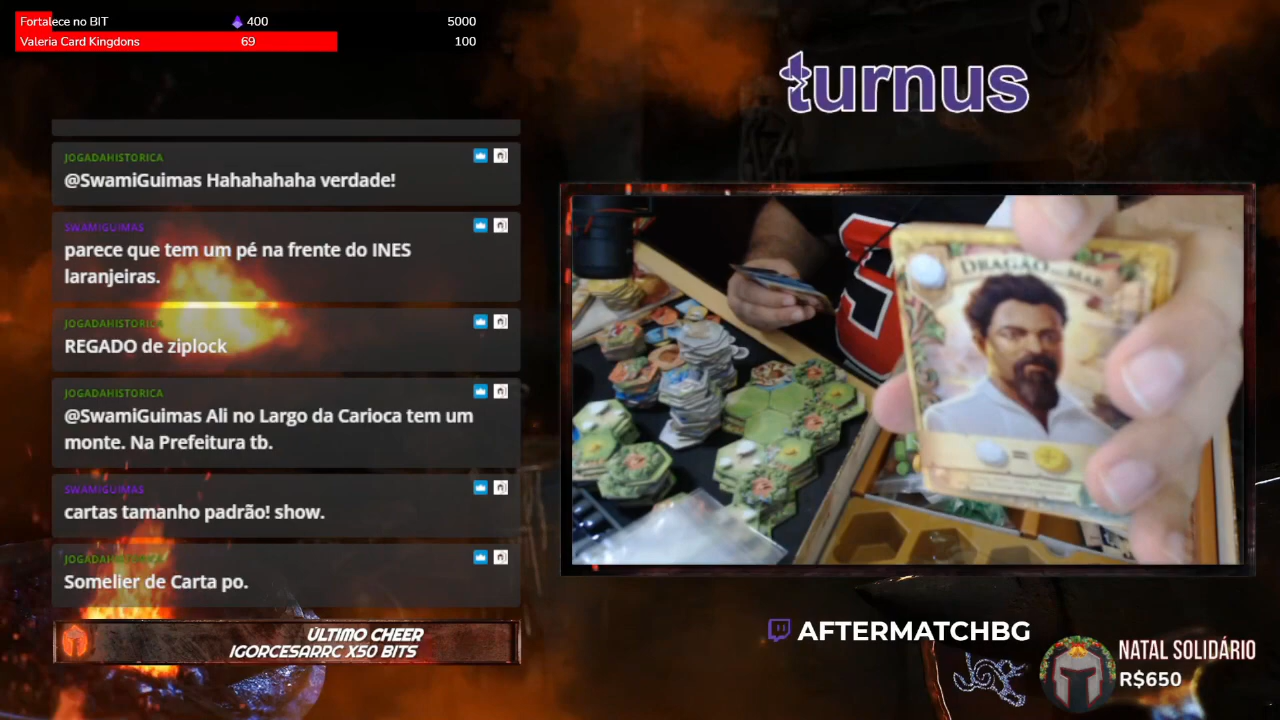 Fortalece no BIT 400 5000
Valeria Card Kingdons 69 100
turnus
JOGADAHISTORICA
@SwamiGuimas Hahahahaha verdade!
SWAMIGUIMAS
parece que tem um pé na frente do INES
laranjeiras.
JOGADAHISTORICA
REGADO de ziplock
JOGADAHISTORICA
@SwamiGuimas Ali no Largo da Carioca tem um
monte. Na Prefeitura tb.
SWAMIGUIMAS
cartas tamanho padrão! show.
JOGADAHISTORICA
Somelier de Carta po.
ÚLTIMO CHEER
IGORCESARRC X50 BITS
DRAGÃO DO MAR
AFTERMATCHBG
NATAL SOLIDÁRIO
R$650